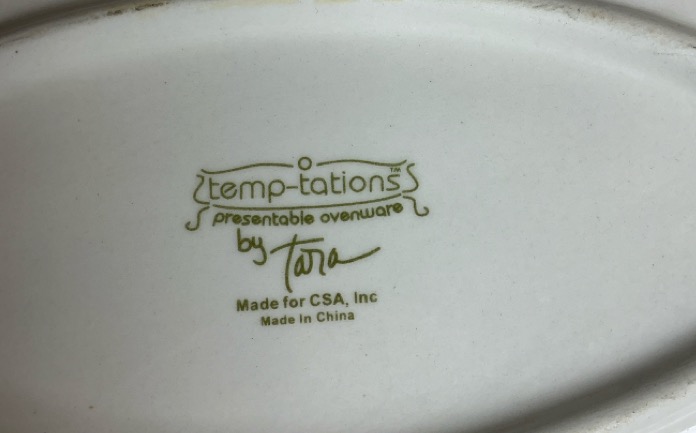 temp-tations™
presentable ovenware
by Tara
Made for CSA, Inc
Made In China